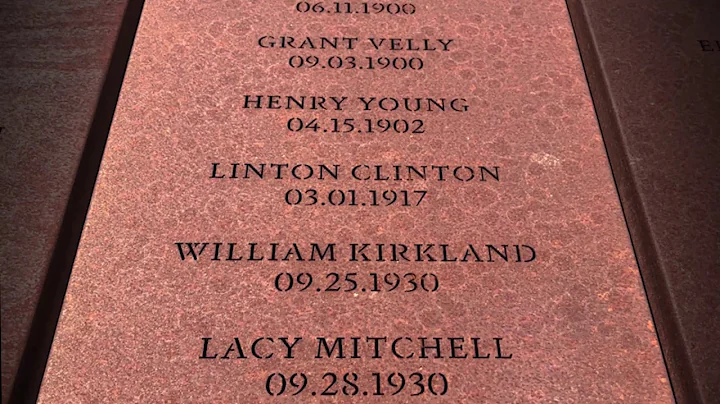 06.11.1900
GRANT VELLY
09.03.1900
HENRY YOUNG
04.15.1902
LINTON CLINTON
03.01.1917
WILLIAM KIRKLAND
09.25.1930
LACY MITCHELL
09.28.1930